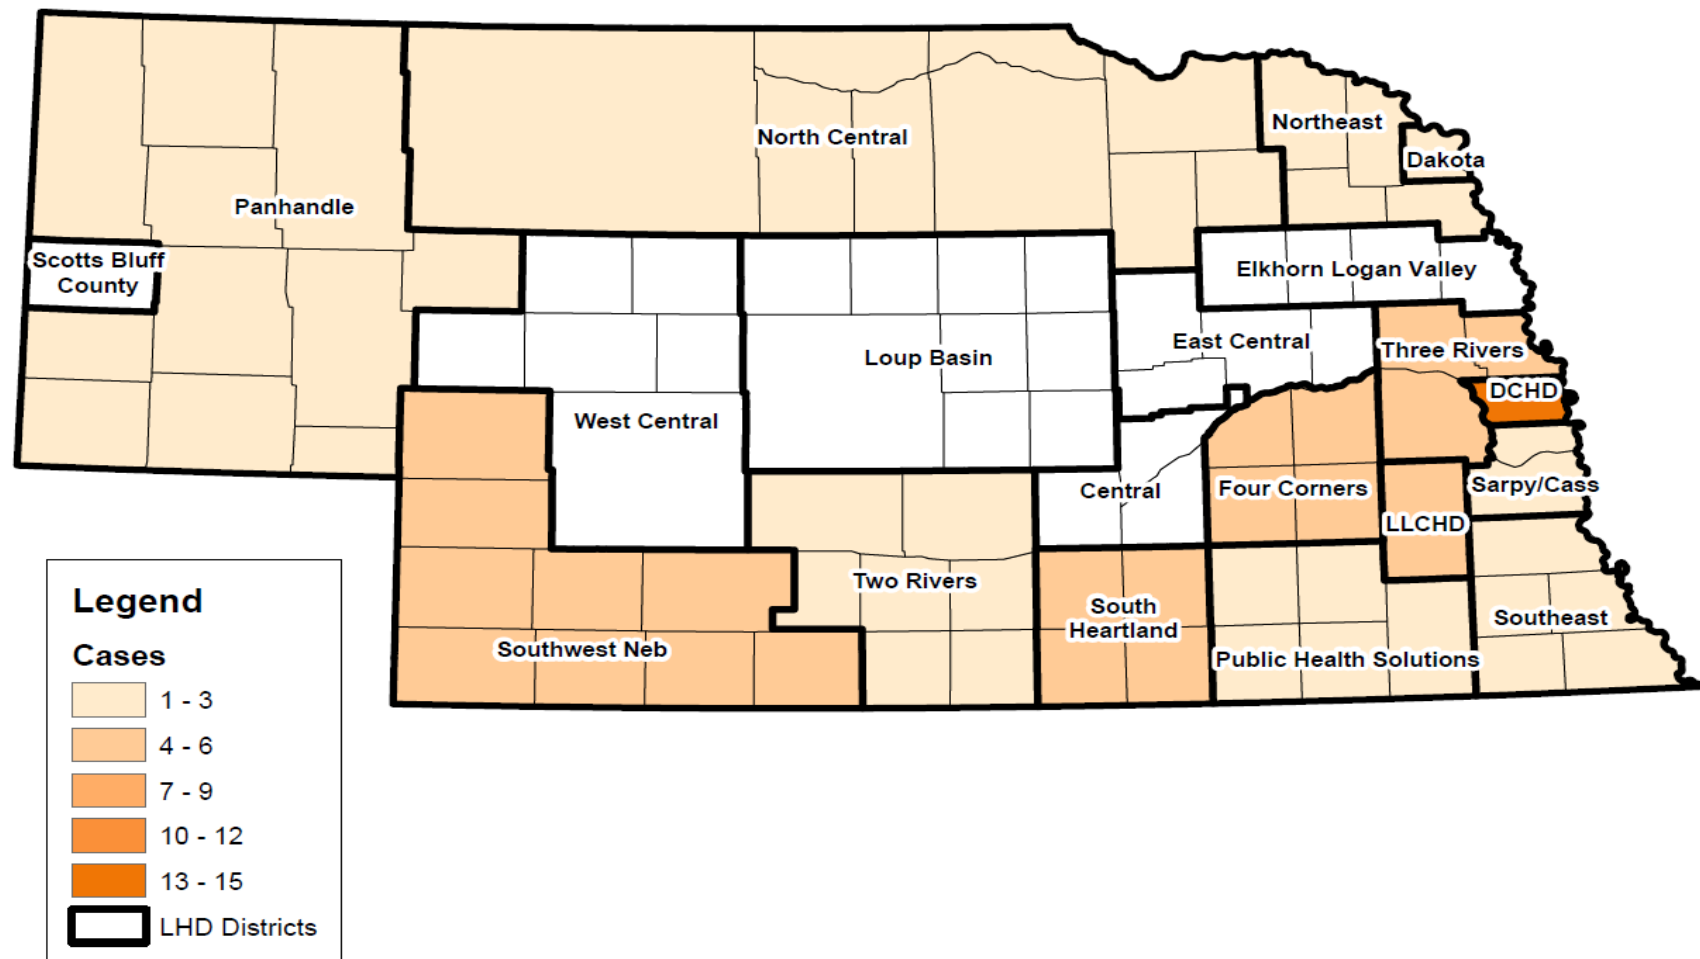 North Central
Northeast
Dakota
Panhandle
Scotts Bluff
County
Elkhorn Logan Valley
East Central
Three Rivers
Loup Basin
DCHD
West Central
Central
Four Corners
Sarpy/Cass
LLCHD
Two Rivers
South
Heartland
Southeast
Southwest Neb
Public Health Solutions
Legend
Cases
1 - 3
4 - 6
7 - 9
10 - 12
13 - 15
LHD Districts